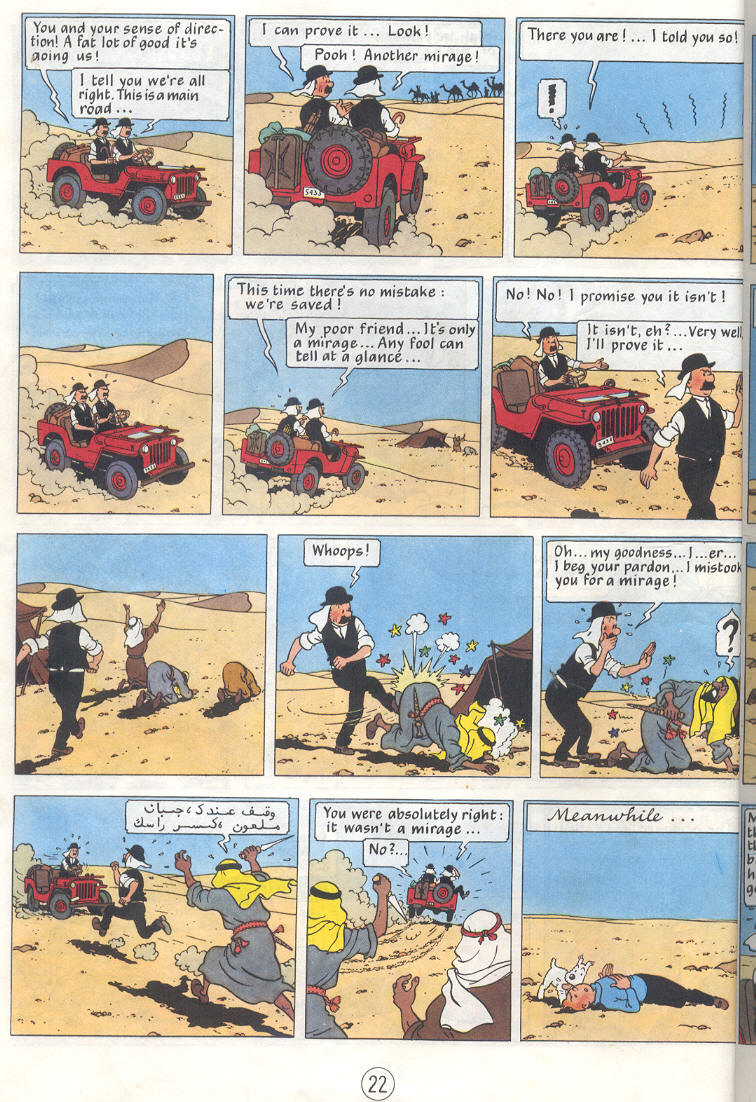 You and your sense of direc-
tion! A fat lot of good it's
doing us!
I tell you we're all
right. This is a main
road...
I can prove it... Look!
Pooh! Another mirage!
5433
There you are!... I told you so!
!
This time there's no mistake:
we're saved!
My poor friend... It's only
a mirage... Any fool can
tell at a glance...
No! No! I promise you it isn't!
It isn't, eh?... Very well
I'll prove it...
Whoops!
Oh... my goodness... I...er...
I beg your pardon... I mistook
you for a mirage!
?
وقف عندك، جبان
ملعون، كسر راسك
You were absolutely right:
it wasn't a mirage...
No?...
Meanwhile...
22